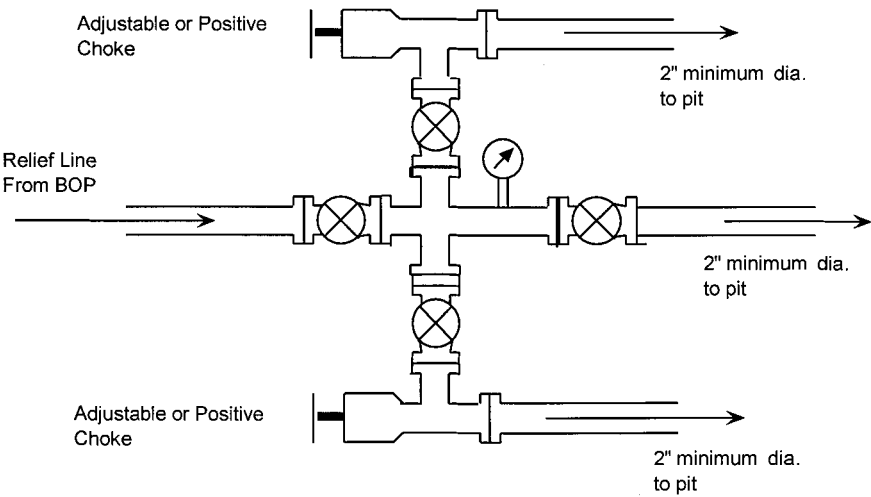 Adjustable or Positive
Choke
2" minimum dia.
to pit
Relief Line
From BOP
2" minimum dia.
to pit
Adjustable or Positive
Choke
2" minimum dia.
to pit